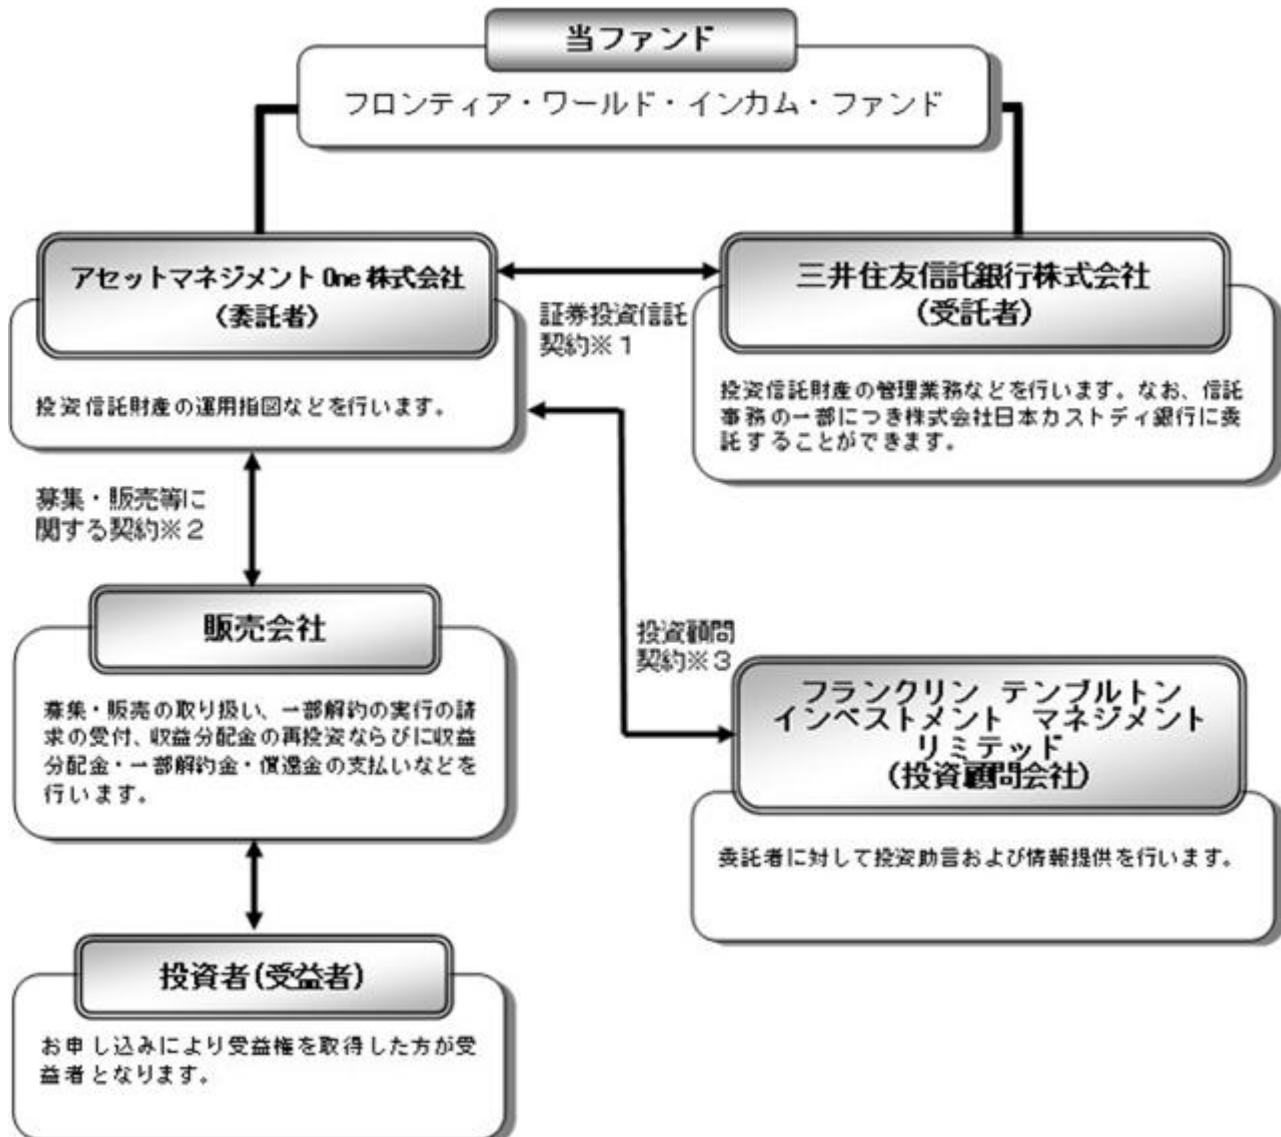 当ファンド
フロンティア・ワールド・インカム・ファンド
アセットマネジメント One 株式会社
（委託者）
投資信託財産の運用指図などを行います。
証券投資信託
契約※１
三井住友信託銀行株式会社
（受託者）
投資信託財産の管理業務などを行います。なお、信託
事務の一部につき株式会社日本カストディ銀行に委
託することができます。
募集・販売等に
関する契約※２
販売会社
募集・販売の取り扱い、一部解約の実行の請
求の受付、収益分配金の再投資ならびに収益
分配金・一部解約金・償還金の支払いなどを
行います。
投資顧問
契約※３
フランクリン テンプルトン
インベストメント マネジメント
リミテッド
（投資顧問会社）
委託者に対して投資助言および情報提供を行います。
投資者（受益者）
お申し込みにより受益権を取得した方が受
益者となります。